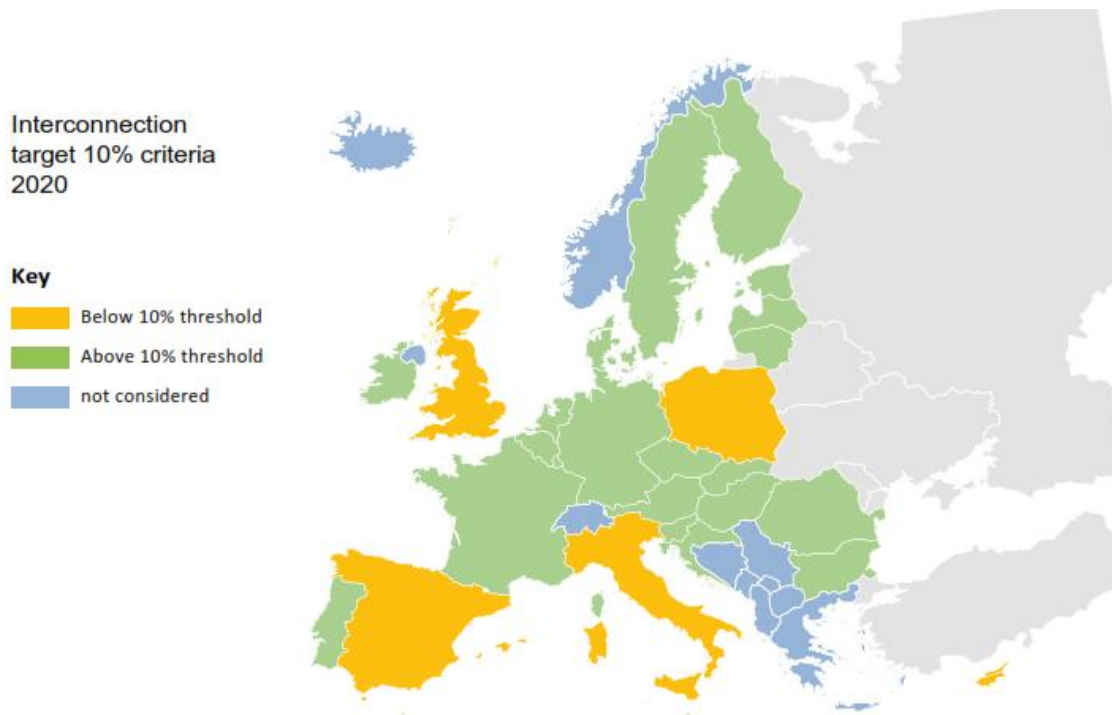 Interconnection
target 10% criteria
2020
Key
Below 10% threshold
Above 10% threshold
not considered